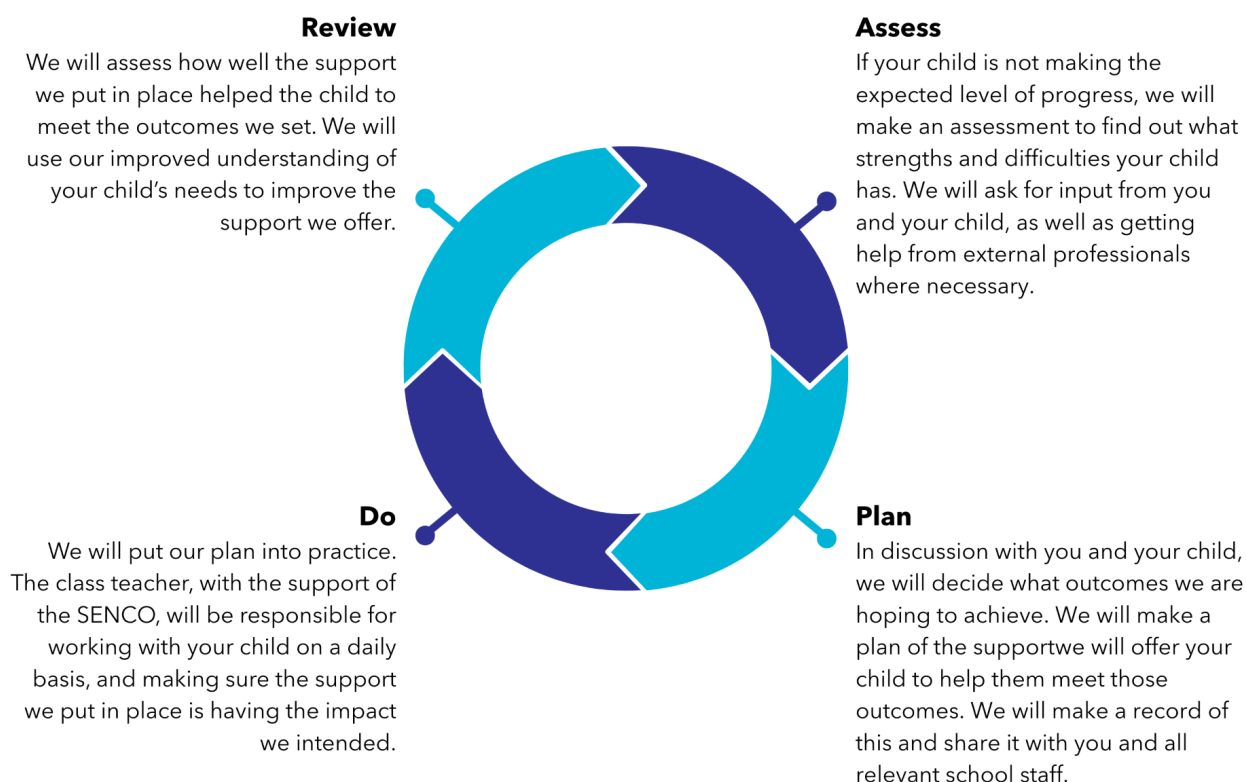 Review
We will assess how well the support
we put in place helped the child to
meet the outcomes we set. We will
use our improved understanding of
your child’s needs to improve the
support we offer.
Assess
If your child is not making the
expected level of progress, we will
make an assessment to find out what
strengths and difficulties your child
has. We will ask for input from you
and your child, as well as getting
help from external professionals
where necessary.
Do
We will put our plan into practice.
The class teacher, with the support of
the SENCO, will be responsible for
working with your child on a daily
basis, and making sure the support
we put in place is having the impact
we intended.
Plan
In discussion with you and your child,
we will decide what outcomes we are
hoping to achieve. We will make a
plan of the supportwe will offer your
child to help them meet those
outcomes. We will make a record of
this and share it with you and all
relevant school staff.